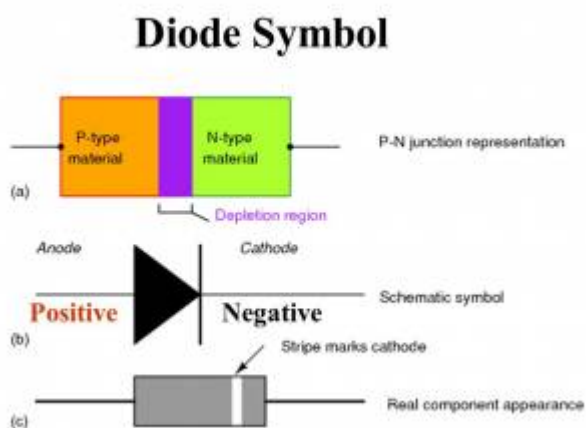 Diode Symbol
P-type
material
N-type
material
P-N junction representation
(a)
Depletion region
Anode
Cathode
Schematic symbol
Positive
Negative
(b)
Stripe marks cathode
Real component appearance
(c)